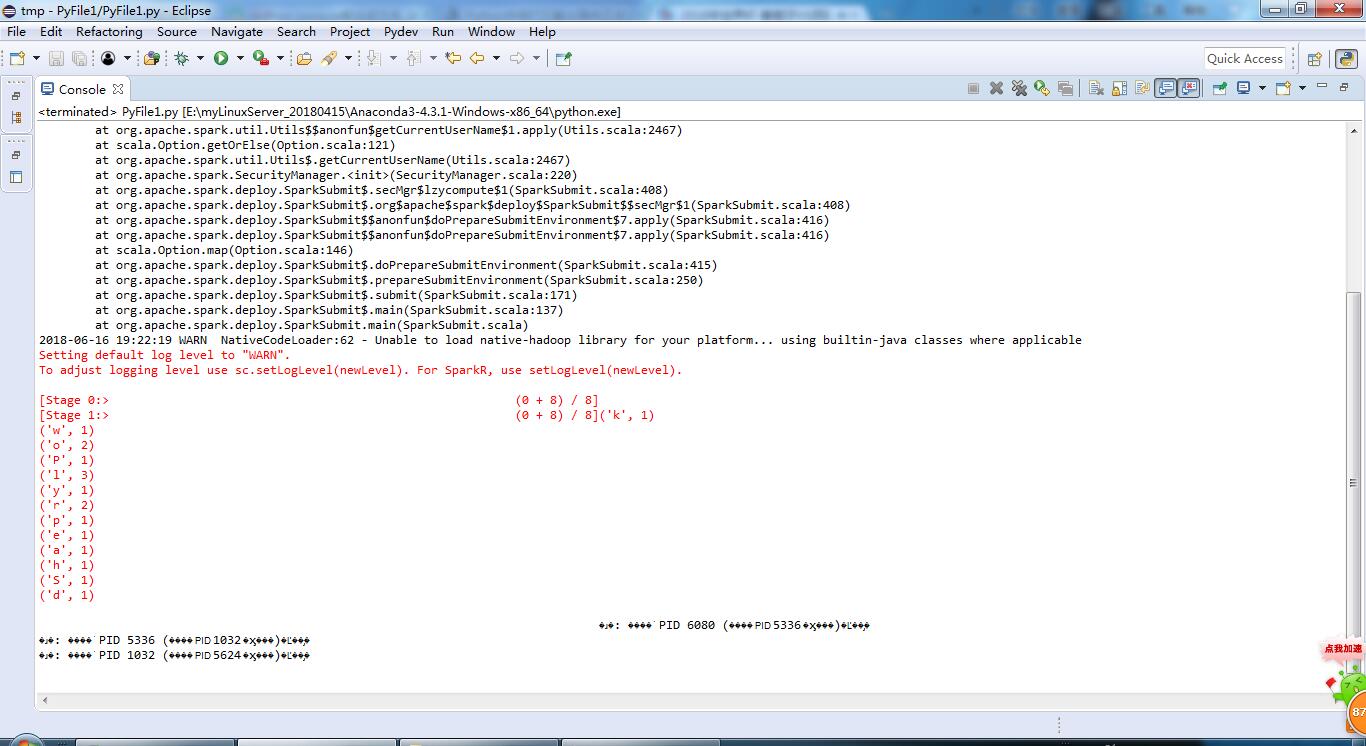 tmp - PyFile1/PyFile1.py - Eclipse
File Edit Refactoring Source Navigate Search Project Pydev Run Window Help
Quick Access
Console
<terminated> PyFile1.py [E:\myLinuxServer_20180415\Anaconda3-4.3.1-Windows-x86_64\python.exe]
at org.apache.spark.util.Utils$$anonfun$getCurrentUserName$1.apply(Utils.scala:2467)
at scala.Option.getOrElse(Option.scala:121)
at org.apache.spark.util.Utils$.getCurrentUserName(Utils.scala:2467)
at org.apache.spark.SecurityManager.<init>(SecurityManager.scala:220)
at org.apache.spark.deploy.SparkSubmit$.secMgr$lzycompute$1(SparkSubmit.scala:408)
at org.apache.spark.deploy.SparkSubmit$.org$apache$spark$deploy$SparkSubmit$$secMgr$1(SparkSubmit.scala:408)
at org.apache.spark.deploy.SparkSubmit$$anonfun$doPrepareSubmitEnvironment$7.apply(SparkSubmit.scala:416)
at org.apache.spark.deploy.SparkSubmit$$anonfun$doPrepareSubmitEnvironment$7.apply(SparkSubmit.scala:416)
at scala.Option.map(Option.scala:146)
at org.apache.spark.deploy.SparkSubmit$.doPrepareSubmitEnvironment(SparkSubmit.scala:415)
at org.apache.spark.deploy.SparkSubmit$.prepareSubmitEnvironment(SparkSubmit.scala:250)
at org.apache.spark.deploy.SparkSubmit$.submit(SparkSubmit.scala:171)
at org.apache.spark.deploy.SparkSubmit$.main(SparkSubmit.scala:137)
at org.apache.spark.deploy.SparkSubmit.main(SparkSubmit.scala)
2018-06-16 19:22:19 WARN  NativeCodeLoader:62 - Unable to load native-hadoop library for your platform... using builtin-java classes where applicable
Setting default log level to "WARN".
To adjust logging level use sc.setLogLevel(newLevel). For SparkR, use setLogLevel(newLevel).
[Stage 0:> (0 + 8) / 8]
[Stage 1:> (0 + 8) / 8]('k', 1)
('w', 1)
('o', 2)
('P', 1)
('l', 3)
('y', 1)
('r', 2)
('p', 1)
('e', 1)
('a', 1)
('h', 1)
('S', 1)
('d', 1)
PID 6080 ( PID 5336 )
PID 5336 ( PID 1032 )
PID 1032 ( PID 5624 )
点我加速
87